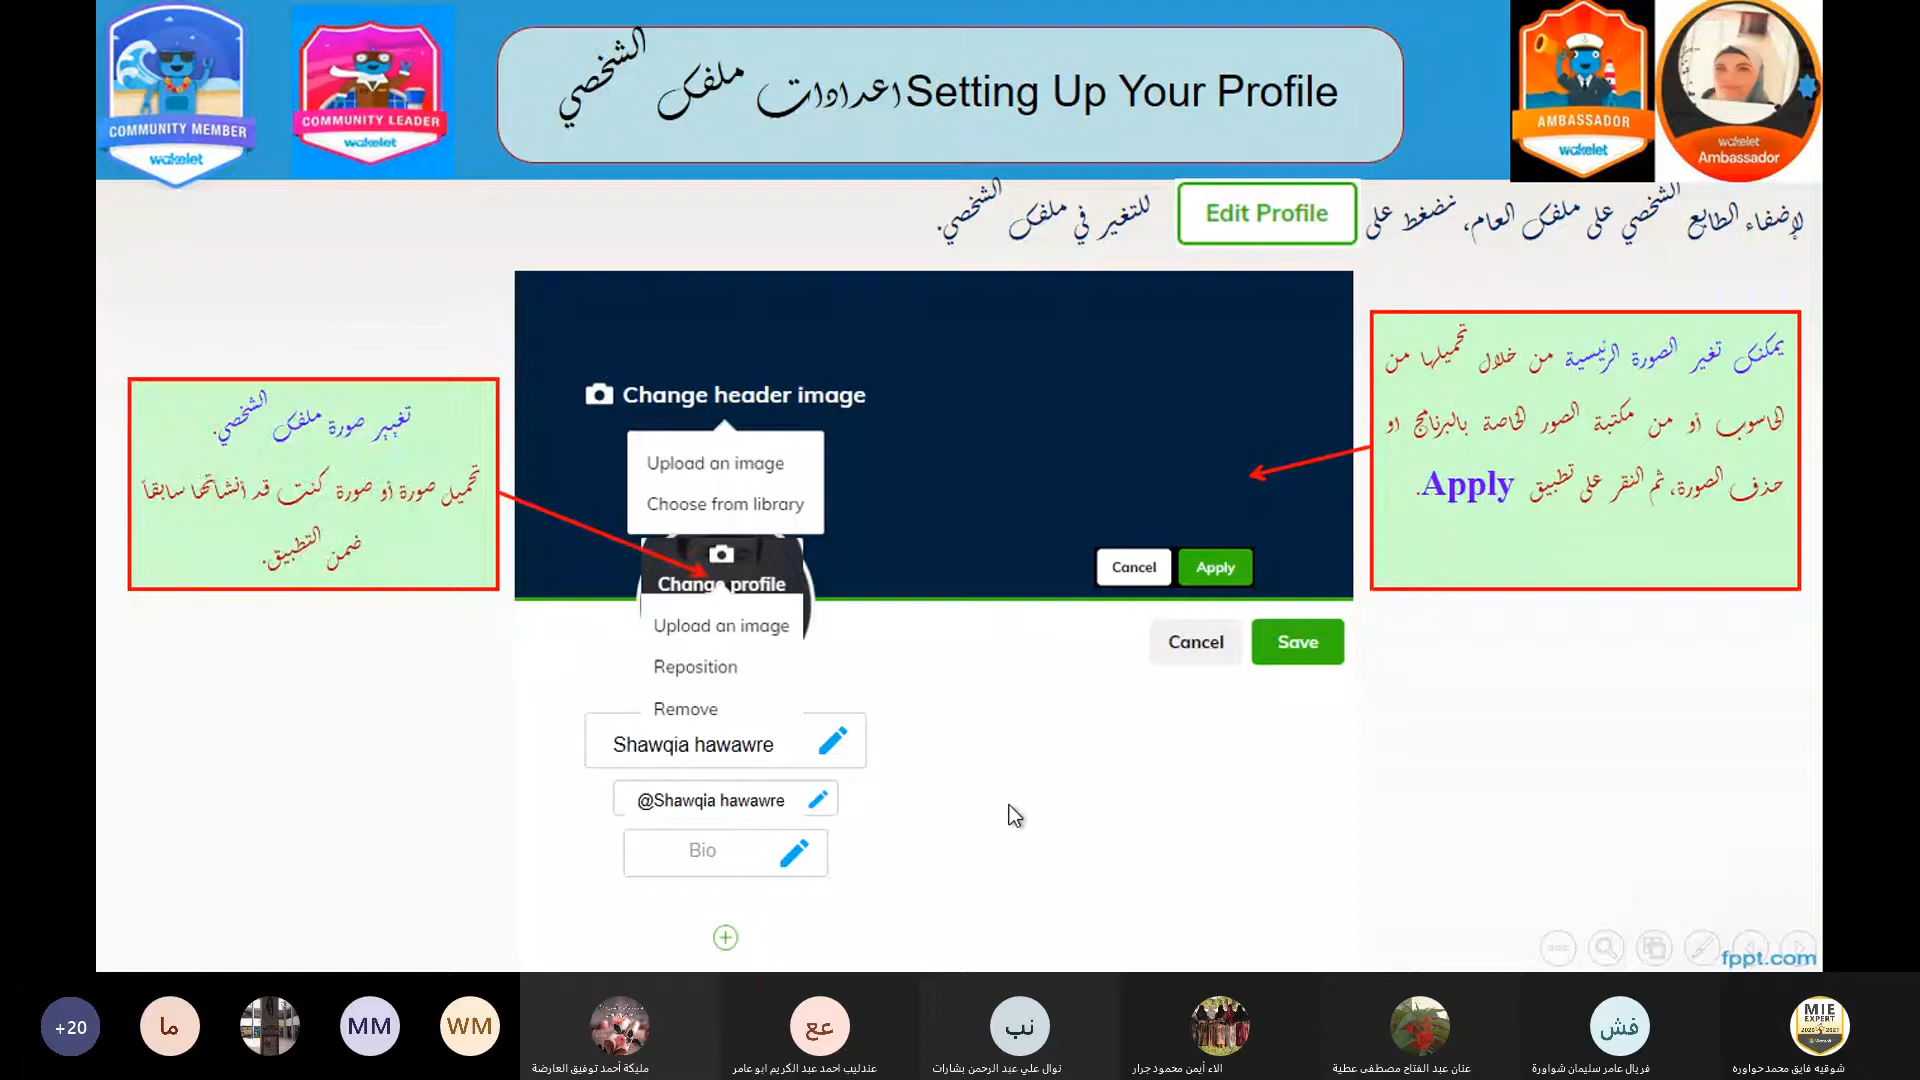 COMMUNITY MEMBER
wakelet
COMMUNITY LEADER
wakelet
Setting Up Your Profile اعدادات ملفك الشخصي
AMBASSADOR
wakelet
wakelet
Ambassador
لإضفاء الطابع الشخصي على ملفك العام، نضغط على Edit Profile للتغير في ملفك الشخصي.
يمكنك تغير الصورة الرئيسية من خلال تحميلها من
الحاسوب أو من مكتبة الصور الخاصة بالبرنامج او
حذف الصورة، ثم النقر على تطبيق Apply.
تغيير صورة ملفك الشخصي.
تحميل صورة أو صورة كنت قد أنشأتها سابقاً
ضمن التطبيق.
Change header image
Upload an image
Choose from library
Cancel
Apply
Change profile
Upload an image
Reposition
Remove
Cancel
Save
Shawqia hawawre
@Shawqia hawawre
Bio
fppt.com
+20
ما
MM
WM
عع
نب
فش
MIE
EXPERT
2020 2021
مليكة أحمد توفيق العارضة
عندليب احمد عبد الكريم ابو عامر
نوال علي عبد الرحمن بشارات
الاء أيمن محمود جرار
عنان عبد الفتاح مصطفى عطية
فريال عامر سليمان شواورة
شوقيه فايق محمد حواوره